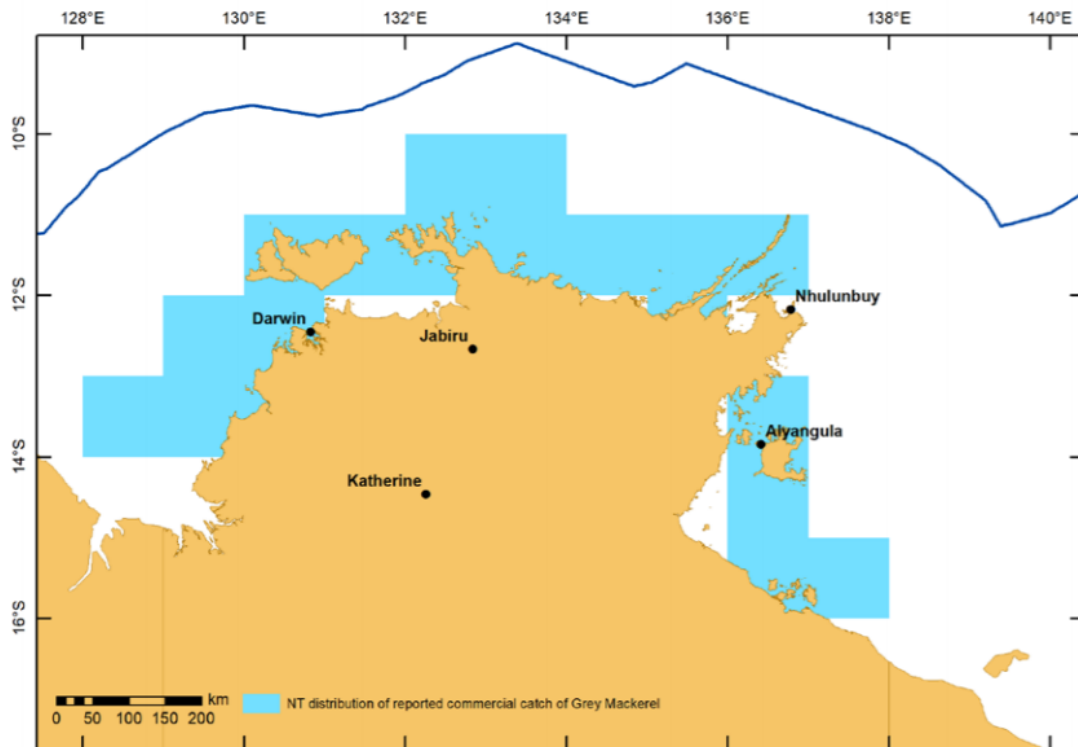 128°E 130°E 132°E 134°E 136°E 138°E 140°E
10°S
12°S
Nhulunbuy
Darwin
Jabiru
Alyangula
14°S
Katherine
16°S
km
0 50 100 150 200
NT distribution of reported commercial catch of Grey Mackerel